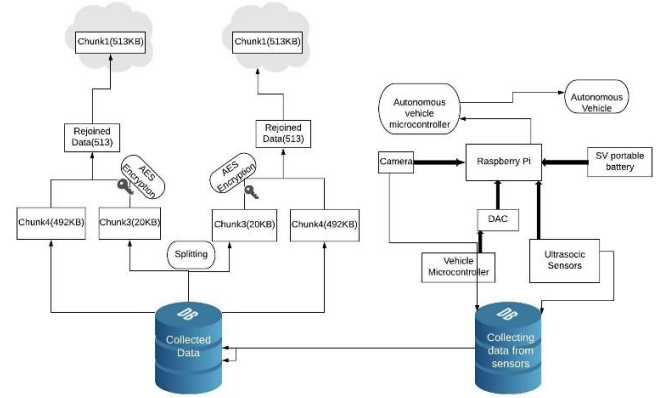 Chunk1(513KB)
Chunk1(513KB)
Rejoined
Data(513)
Rejoined
Data(513)
AES
Encryption
AES
Encryption
Chunk4(492KB)
Chunk3(20KB)
Chunk3(20KB)
Chunk4(492KB)
Splitting
DB
Collected
Data
Autonomous
vehicle
microcontroller
Autonomous
Vehicle
Camera
Raspberry Pi
SV portable
battery
DAC
Vehicle
Microcontroller
Ultrasocic
Sensors
DB
Collecting
data from
sensors